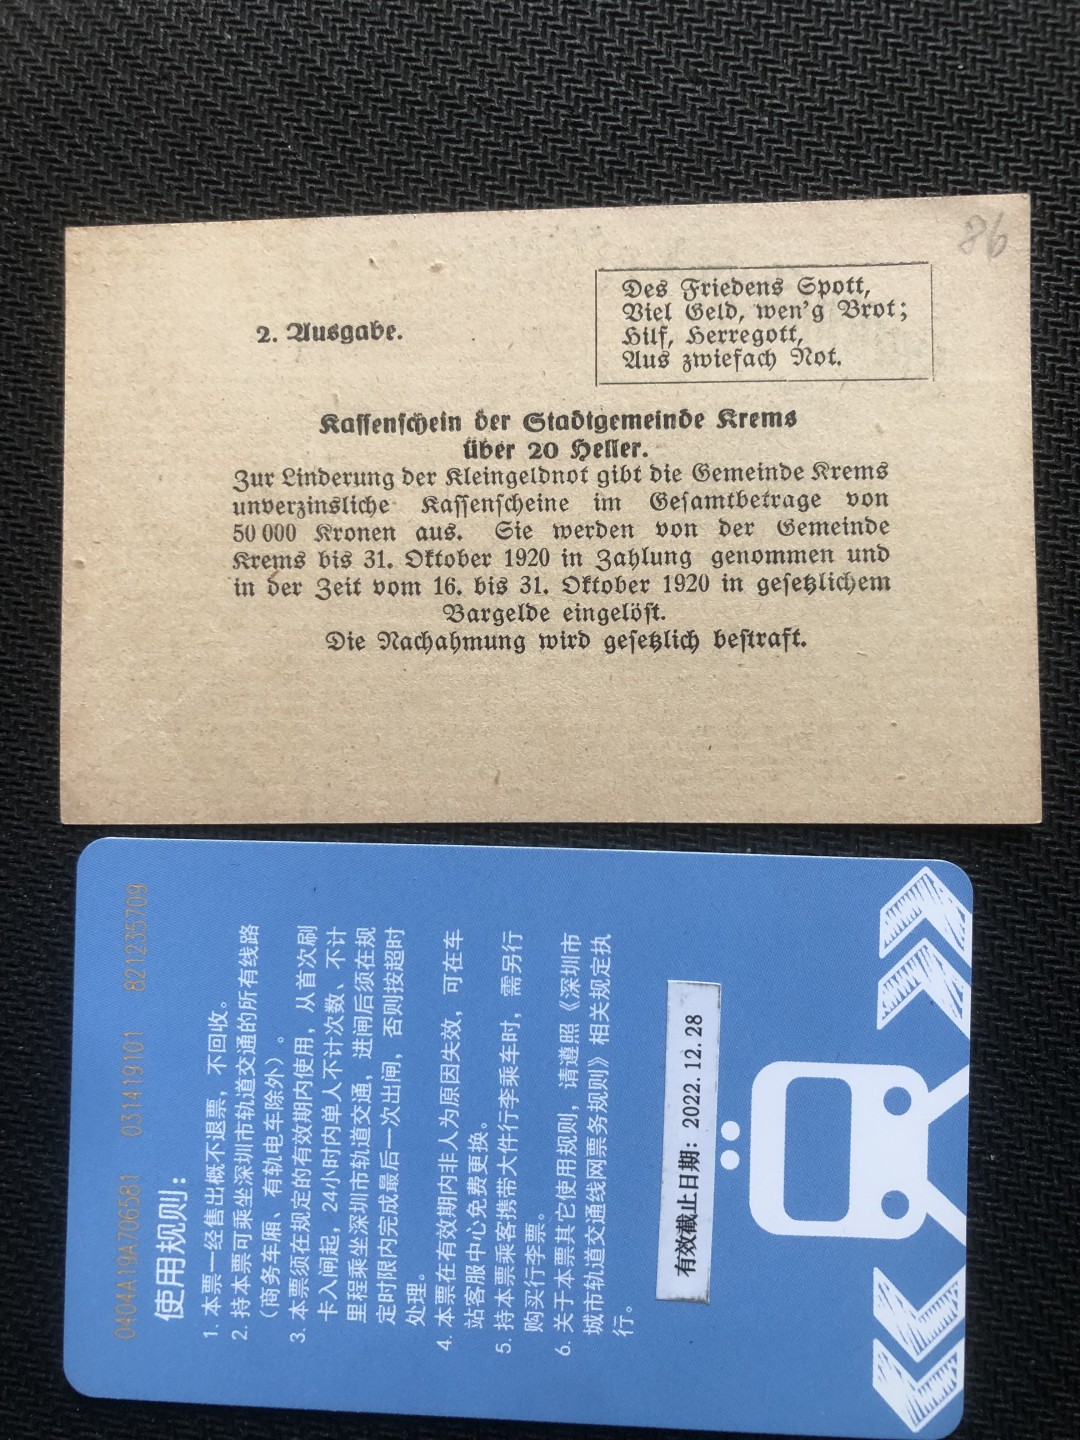 86
2. Ausgabe.
Des Friedens Spott,
Viel Geld, wen'g Brot;
Hilf, Herregott,
Aus zwiefach Not.
Kassenschein der Stadtgemeinde Krems
über 20 Heller.
Zur Linderung der Kleingeldnot gibt die Gemeinde Krems
unverzinsliche Kassenscheine im Gesamtbetrage von
50 000 Kronen aus. Sie werden von der Gemeinde
Krems bis 31. Oktober 1920 in Zahlung genommen und
in der Zeit vom 16. bis 31. Oktober 1920 in gesetzlichem
Bargelde eingelöst.
Die Nachahmung wird gesetzlich bestraft.
0404A19A706581 031419101 821235709
使用规则：
1. 本票一经售出概不退票，不回收。
2. 持本票可乘坐深圳市轨道交通的所有线路
（商务车厢、有轨电车除外）。
3. 本票须在规定的有效期内使用，从首次刷
卡入闸起，24小时内单人不计次数、不计
里程乘坐深圳市轨道交通，进闸后须在规
定时限内完成最后一次出闸，否则按超时
处理。
4. 本票在有效期内非人为原因失效，可在车
站客服中心免费更换。
5. 持本票乘客携带大件行李乘车时，需另行
购买行李票。
6. 关于本票其它使用规则，请遵照《深圳市
城市轨道交通线网票务规则》相关规定执
行。
有效截止日期：2022.12.28